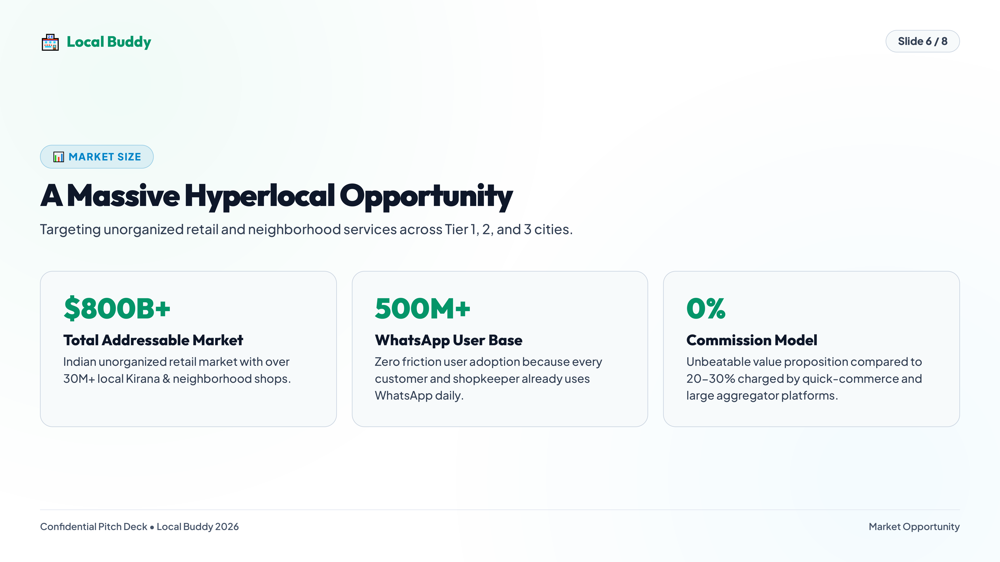 24
Local Buddy
Slide 6 / 8
MARKET SIZE
A Massive Hyperlocal Opportunity
Targeting unorganized retail and neighborhood services across Tier 1, 2, and 3 cities.
$800B+
Total Addressable Market
Indian unorganized retail market with over
30M+ local Kirana & neighborhood shops.
500M+
WhatsApp User Base
Zero friction user adoption because every
customer and shopkeeper already uses
WhatsApp daily.
0%
Commission Model
Unbeatable value proposition compared to
20–30% charged by quick-commerce and
large aggregator platforms.
Confidential Pitch Deck • Local Buddy 2026
Market Opportunity